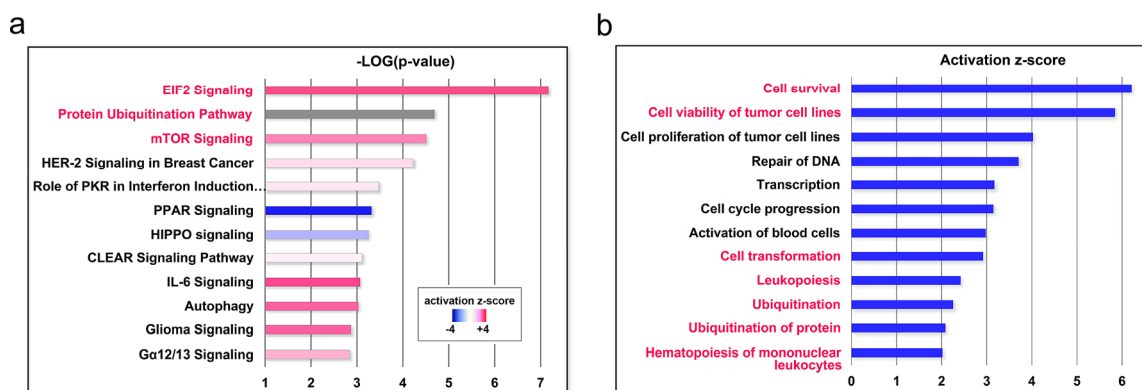 a
-LOG(p-value)
EIF2 Signaling
Protein Ubiquitination Pathway
mTOR Signaling
HER-2 Signaling in Breast Cancer
Role of PKR in Interferon Induction...
PPAR Signaling
HIPPO signaling
CLEAR Signaling Pathway
IL-6 Signaling
Autophagy
Glioma Signaling
Gα12/13 Signaling
activation z-score
-4 +4
1 2 3 4 5 6 7
b
Activation z-score
Cell survival
Cell viability of tumor cell lines
Cell proliferation of tumor cell lines
Repair of DNA
Transcription
Cell cycle progression
Activation of blood cells
Cell transformation
Leukopoiesis
Ubiquitination
Ubiquitination of protein
Hematopoiesis of mononuclear
leukocytes
0 1 2 3 4 5 6